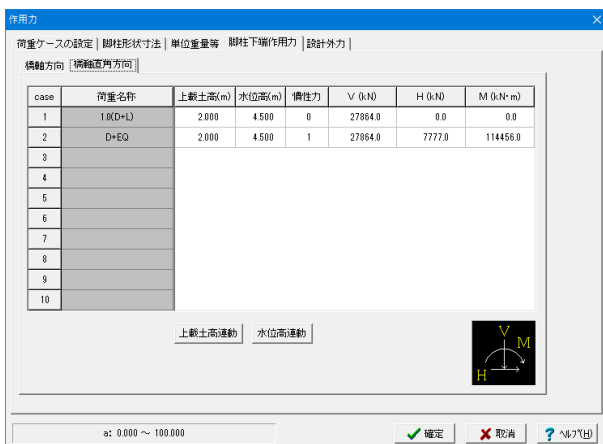 作用力
荷重ケースの設定 脚柱形状寸法 単位重量等 脚柱下端作用力 設計外力
橋軸方向 橋軸直角方向
case 荷重名称 上載土高(m) 水位高(m) 慣性力 V (kN) H (kN) M (kN・m)
1 1.0(D+L) 2.000 4.500 0 27864.0 0.0 0.0
2 D+EQ 2.000 4.500 1 27864.0 7777.0 114456.0
3
4
5
6
7
8
9
10
上載土高連動 水位高連動
V
M
H
a: 0.000 ～ 100.000 確定 取消 ? ヘルプ(H)